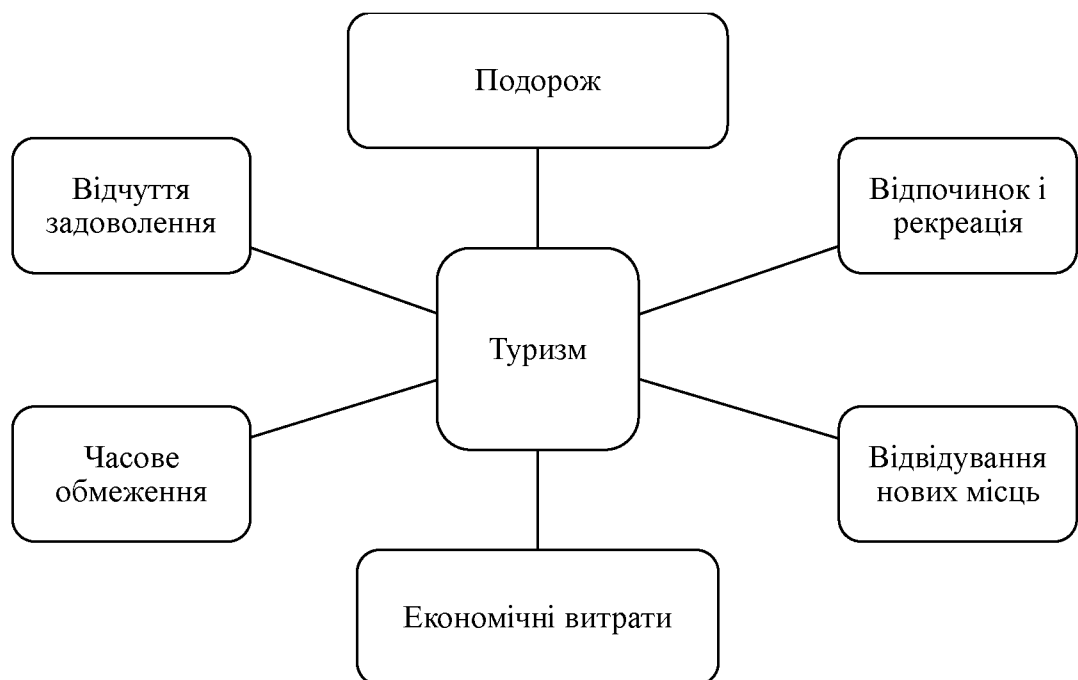 Подорож
Відчуття
задоволення
Відпочинок і
рекреація
Туризм
Часове
обмеження
Відвідування
нових місць
Економічні витрати